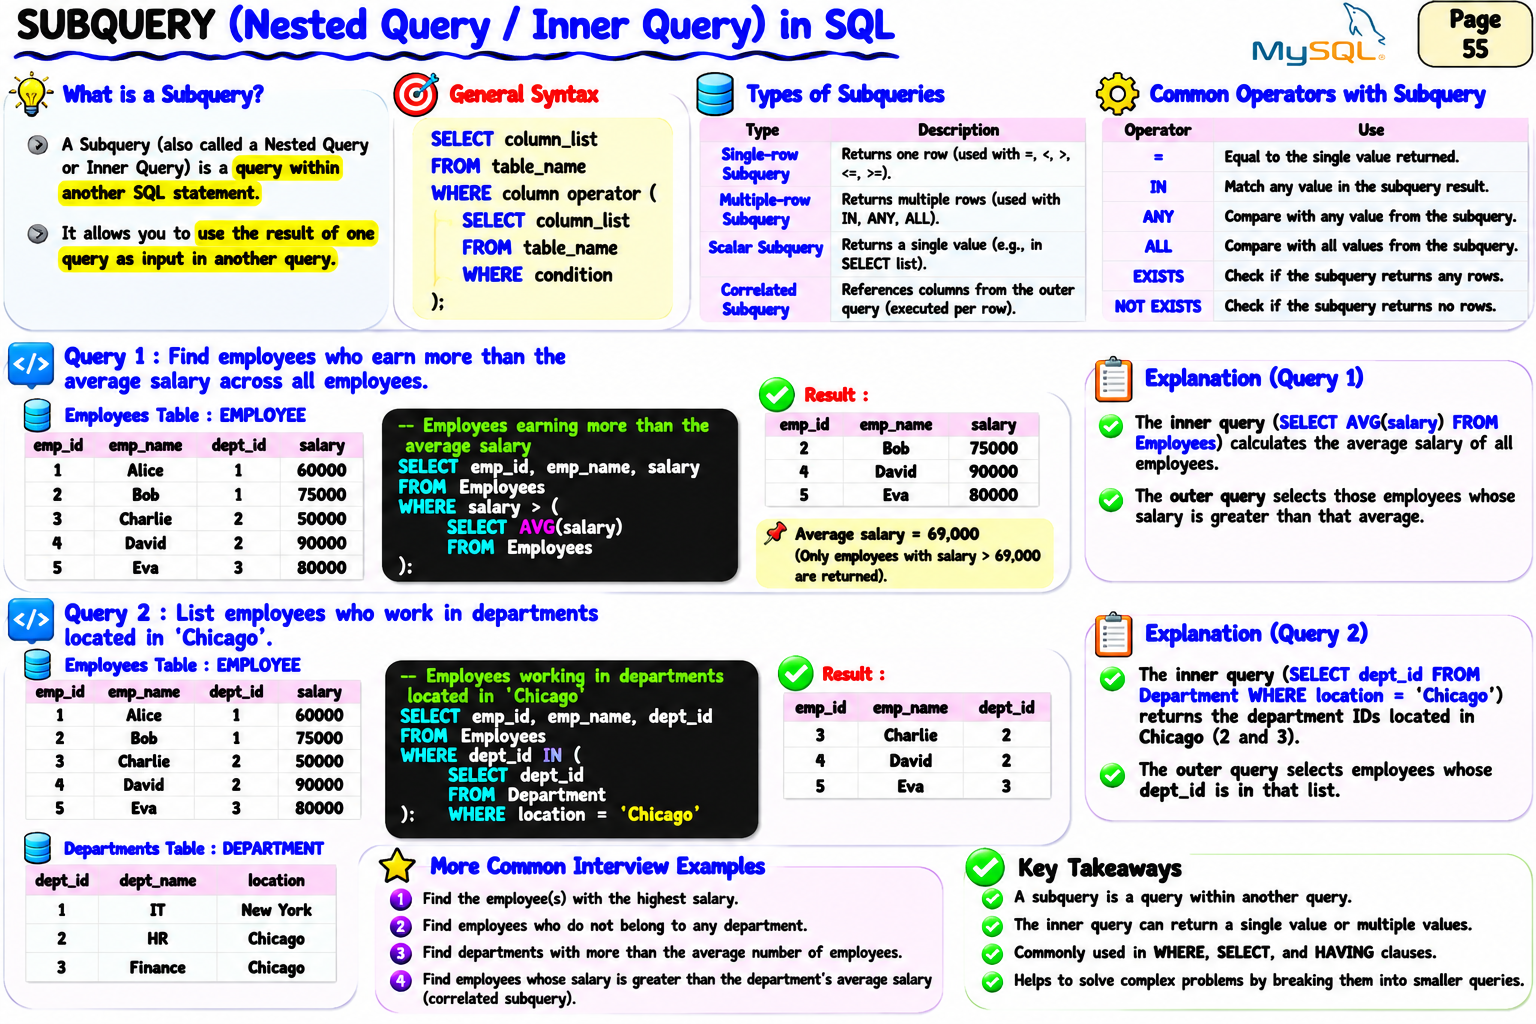 SUBQUERY (Nested Query / Inner Query) in SQL
MySQL®
Page
55
What is a Subquery?
A Subquery (also called a Nested Query
or Inner Query) is a query within
another SQL statement.
It allows you to use the result of one
query as input in another query.
General Syntax
SELECT column_list
FROM table_name
WHERE column operator (
SELECT column_list
FROM table_name
WHERE condition
);
Types of Subqueries
Type Description
Single-row Subquery Returns one row (used with =, <, >, <=, >=).
Multiple-row Subquery Returns multiple rows (used with IN, ANY, ALL).
Scalar Subquery Returns a single value (e.g., in SELECT list).
Correlated Subquery References columns from the outer query (executed per row).
Common Operators with Subquery
Operator Use
= Equal to the single value returned.
IN Match any value in the subquery result.
ANY Compare with any value from the subquery.
ALL Compare with all values from the subquery.
EXISTS Check if the subquery returns any rows.
NOT EXISTS Check if the subquery returns no rows.
</> Query 1 : Find employees who earn more than the
average salary across all employees.
Employees Table : EMPLOYEE
emp_id emp_name dept_id salary
1 Alice 1 60000
2 Bob 1 75000
3 Charlie 2 50000
4 David 2 90000
5 Eva 3 80000
-- Employees earning more than the
average salary
SELECT emp_id, emp_name, salary
FROM Employees
WHERE salary > (
SELECT AVG(salary)
FROM Employees
);
Result :
emp_id emp_name salary
2 Bob 75000
4 David 90000
5 Eva 80000
Average salary = 69,000
(Only employees with salary > 69,000
are returned).
Explanation (Query 1)
The inner query (SELECT AVG(salary) FROM
Employees) calculates the average salary of all
employees.
The outer query selects those employees whose
salary is greater than that average.
</> Query 2 : List employees who work in departments
located in 'Chicago'.
Employees Table : EMPLOYEE
emp_id emp_name dept_id salary
1 Alice 1 60000
2 Bob 1 75000
3 Charlie 2 50000
4 David 2 90000
5 Eva 3 80000
Departments Table : DEPARTMENT
dept_id dept_name location
1 IT New York
2 HR Chicago
3 Finance Chicago
-- Employees working in departments
located in 'Chicago'
SELECT emp_id, emp_name, dept_id
FROM Employees
WHERE dept_id IN (
SELECT dept_id
FROM Department
); WHERE location = 'Chicago'
Result :
emp_id emp_name dept_id
3 Charlie 2
4 David 2
5 Eva 3
Explanation (Query 2)
The inner query (SELECT dept_id FROM
Department WHERE location = 'Chicago')
returns the department IDs located in
Chicago (2 and 3).
The outer query selects employees whose
dept_id is in that list.
More Common Interview Examples
1 Find the employee(s) with the highest salary.
2 Find employees who do not belong to any department.
3 Find departments with more than the average number of employees.
4 Find employees whose salary is greater than the department's average salary
(correlated subquery).
Key Takeaways
A subquery is a query within another query.
The inner query can return a single value or multiple values.
Commonly used in WHERE, SELECT, and HAVING clauses.
Helps to solve complex problems by breaking them into smaller queries.